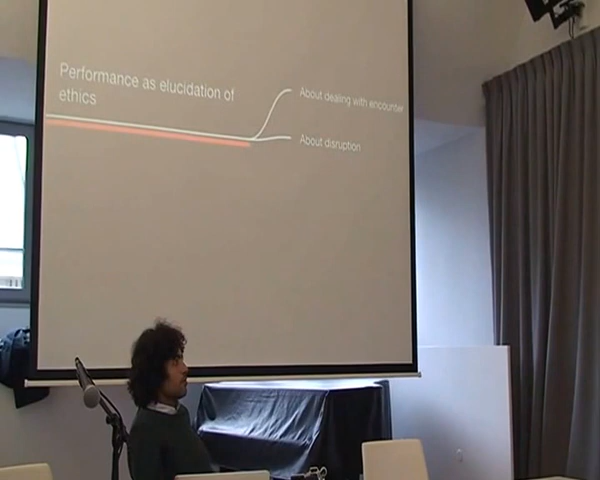 Performance as elucidation of
ethics
About dealing with encounter
About disruption